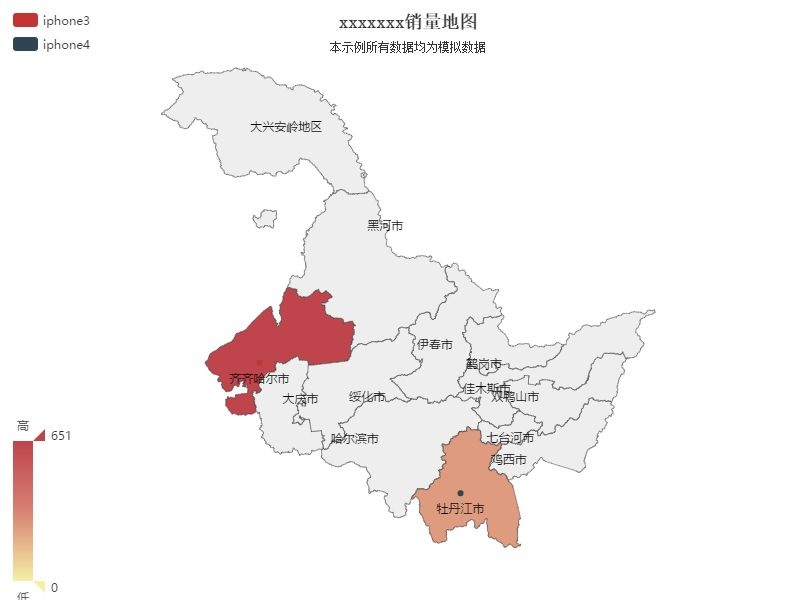 iphone3
iphone4
xxxxxxx销量地图
本示例所有数据均为模拟数据
大兴安岭地区
黑河市
伊春市
鹤岗市
齐齐哈尔市
大庆市
绥化市
佳木斯市
双鸭山市
哈尔滨市
七台河市
鸡西市
牡丹江市
高
651
0
低